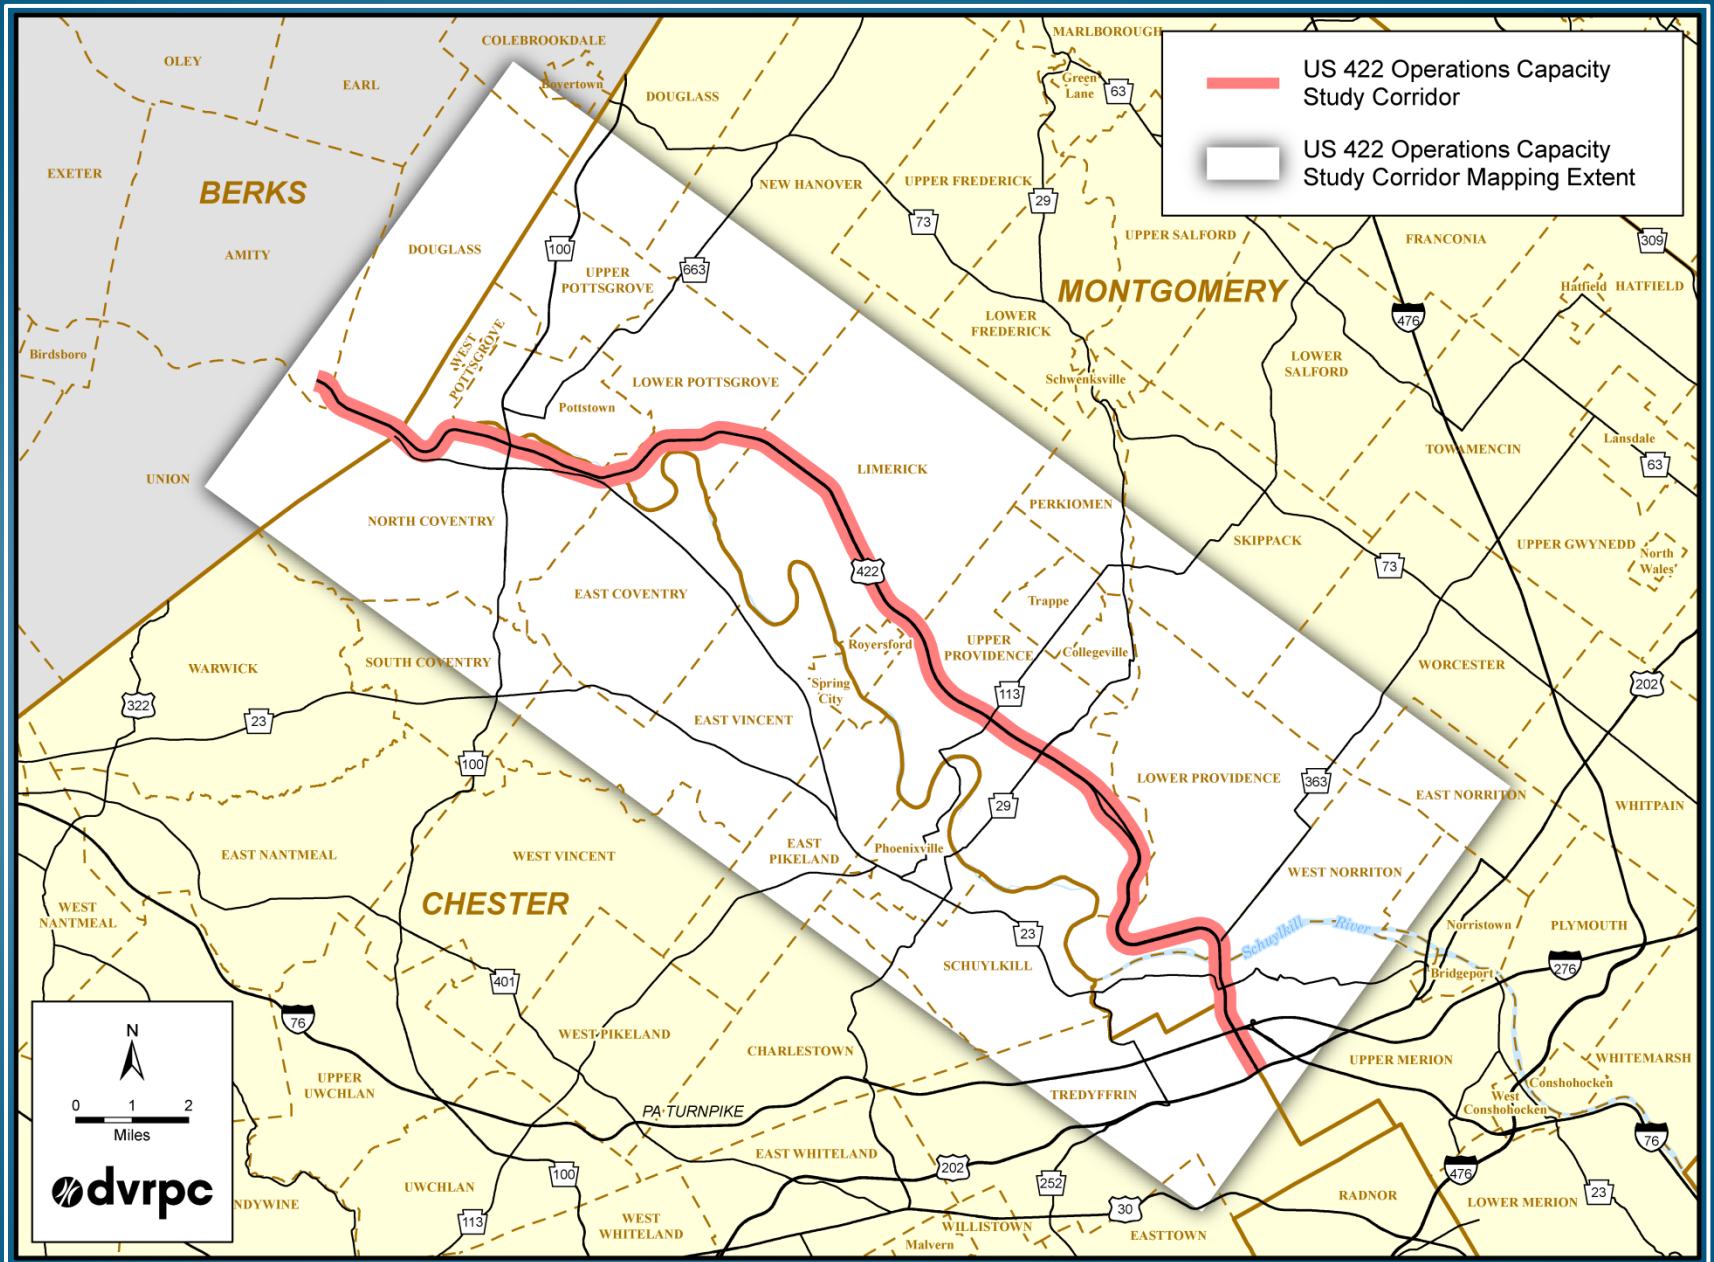 COLEBROOKDALE
MARLBOROUGH
OLEY
EARL
Boyertown
DOUGLASS
Green
Lane
63
US 422 Operations Capacity
Study Corridor
US 422 Operations Capacity
Study Corridor Mapping Extent
EXETER
BERKS
NEW HANOVER
UPPER FREDERICK
29
73
AMITY
DOUGLASS
100
663
UPPER
POTTSGROVE
UPPER SALFORD
FRANCONIA
309
MONTGOMERY
Hatfield
HATFIELD
476
LOWER
FREDERICK
Birdsboro
WEST
POTTSGROVE
LOWER
SALFORD
LOWER POTTSGROVE
Schwenksville
Pottstown
Lansdale
TOWAMENCIN
63
LIMERICK
UNION
PERKIOMEN
NORTH COVENTRY
SKIPPACK
UPPER GWYNEDD
North
Wales
73
422
EAST COVENTRY
Trappe
Royersford
UPPER
PROVIDENCE
Collegeville
WARWICK
SOUTH COVENTRY
WORCESTER
Spring
City
113
202
322
23
EAST VINCENT
100
LOWER PROVIDENCE
363
EAST NORRITON
WHITPAIN
29
EAST NANTMEAL
WEST VINCENT
EAST
PIKELAND
Phoenixville
WEST NORRITON
WEST
NANTMEAL
CHESTER
Norristown
PLYMOUTH
Schuylkill River
23
SCHUYLKILL
276
Bridgeport
401
76
WEST PIKELAND
CHARLESTOWN
UPPER MERION
WHITEMARSH
N
UPPER
UWCHLAN
Conshohocken
TREDYFFRIN
West
Conshohocken
0 1 2
Miles
PA TURNPIKE
76
EAST WHITELAND
202
476
100
252
dvrpc
UWCHLAN
NDYWINE
RADNOR
LOWER MERION
23
30
113
WEST
WHITELAND
WILLISTOWN
EASTTOWN
Malvern